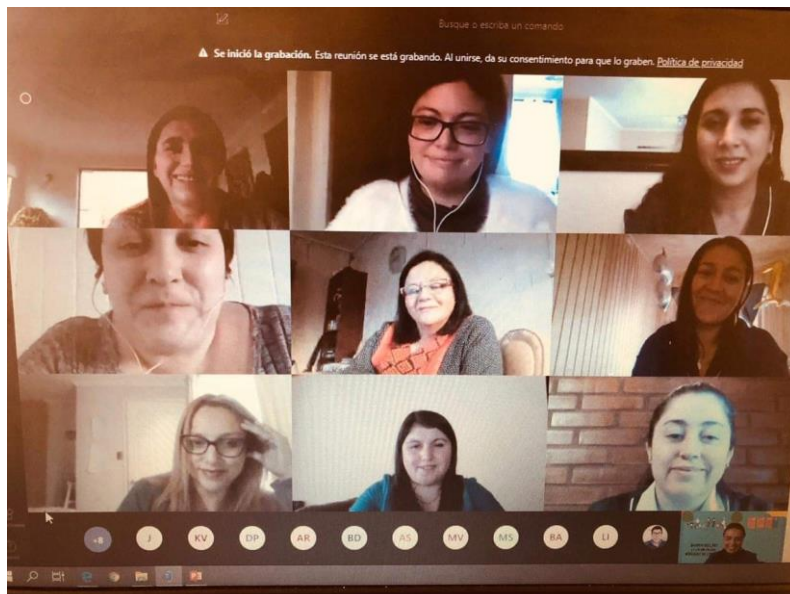 Busque o escriba un comando
Se inició la grabación. Esta reunión se está grabando. Al unirse, da su consentimiento para que lo graben. Política de privacidad
+8 J KV DP AR BD AS MV MS BA LI